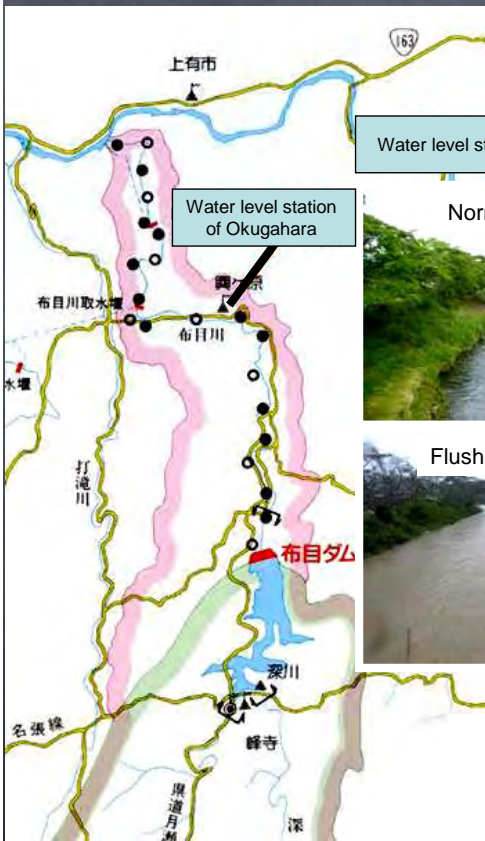 163
上有市
Water level st
Water level station
of Okugahara
Nor
布目川取水堰
布目川
水堰
打滝川
Flush
布目ダム
深川
名張線
峰寺
県道月瀬
深